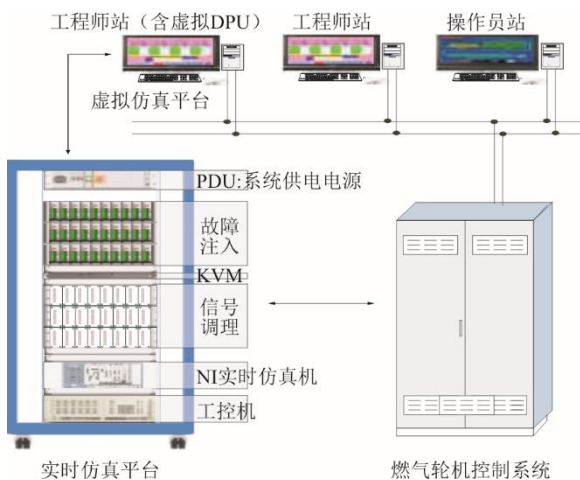 工程师站（含虚拟DPU）
工程师站
操作员站
虚拟仿真平台
PDU:系统供电电源
故障
注入
KVM
信号
调理
NI实时仿真机
工控机
实时仿真平台
燃气轮机控制系统